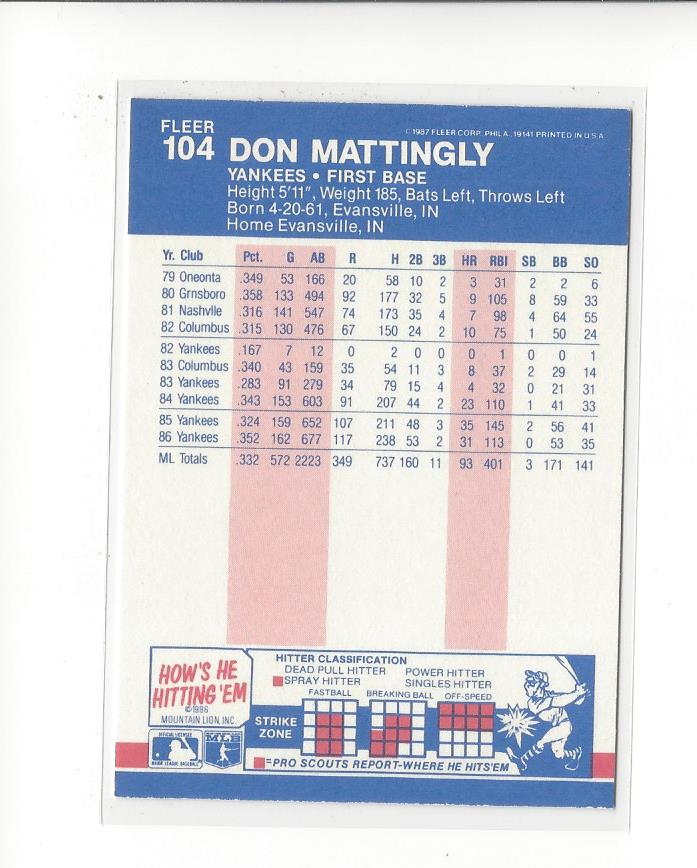 FLEER
104 DON MATTINGLY
© 1987 FLEER CORP. PHILA., 19141 PRINTED IN U.S.A.
YANKEES • FIRST BASE
Height 5'11", Weight 185, Bats Left, Throws Left
Born 4-20-61, Evansville, IN
Home Evansville, IN
Yr. Club Pct. G AB R H 2B 3B HR RBI SB BB SO
79 Oneonta .349 53 166 20 58 10 2 3 31 2 2 6
80 Grnsboro .358 133 494 92 177 32 5 9 105 8 59 33
81 Nashvlle .316 141 547 74 173 35 4 7 98 4 64 55
82 Columbus .315 130 476 67 150 24 2 10 75 1 50 24
82 Yankees .167 7 12 0 2 0 0 0 1 0 0 1
83 Columbus .340 43 159 35 54 11 3 8 37 2 29 14
83 Yankees .283 91 279 34 79 15 4 4 32 0 21 31
84 Yankees .343 153 603 91 207 44 2 23 110 1 41 33
85 Yankees .324 159 652 107 211 48 3 35 145 2 56 41
86 Yankees .352 162 677 117 238 53 2 31 113 0 53 35
ML Totals .332 572 2223 349 737 160 11 93 401 3 171 141
HOW'S HE
HITTING 'EM
© 1986
MOUNTAIN LION, INC.
HITTER CLASSIFICATION
DEAD PULL HITTER POWER HITTER
SPRAY HITTER SINGLES HITTER
FASTBALL BREAKING BALL OFF-SPEED
STRIKE
ZONE
=PRO SCOUTS REPORT-WHERE HE HITS 'EM
OFFICIAL LICENSEE
MAJOR LEAGUE BASEBALL
MLB